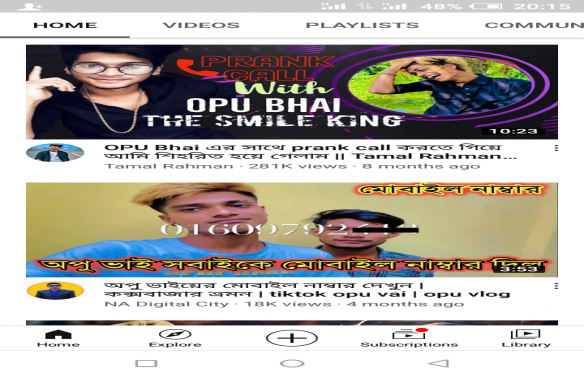 48% 20:15
HOME VIDEOS PLAYLISTS COMMUN
PRANK
CALL
With
OPU BHAI
THE SMILE KING
10:23
OPU Bhai এর সাথে prank call করতে গিয়ে
আমি শিহরিত হয়ে গেলাম || Tamal Rahman...
Tamal Rahman · 281K views · 8 months ago
মোবাইল নাম্বার
01609792
অপু ভাই সবাইকে মোবাইল নাম্বার দিল
3:53
অপু ভাইয়ের মোবাইল নাম্বার দেখুন |
কক্সবাজার ভ্রমন | tiktok opu vai | opu vlog
NA Digital City · 18K views · 4 months ago
Home Explore Subscriptions Library